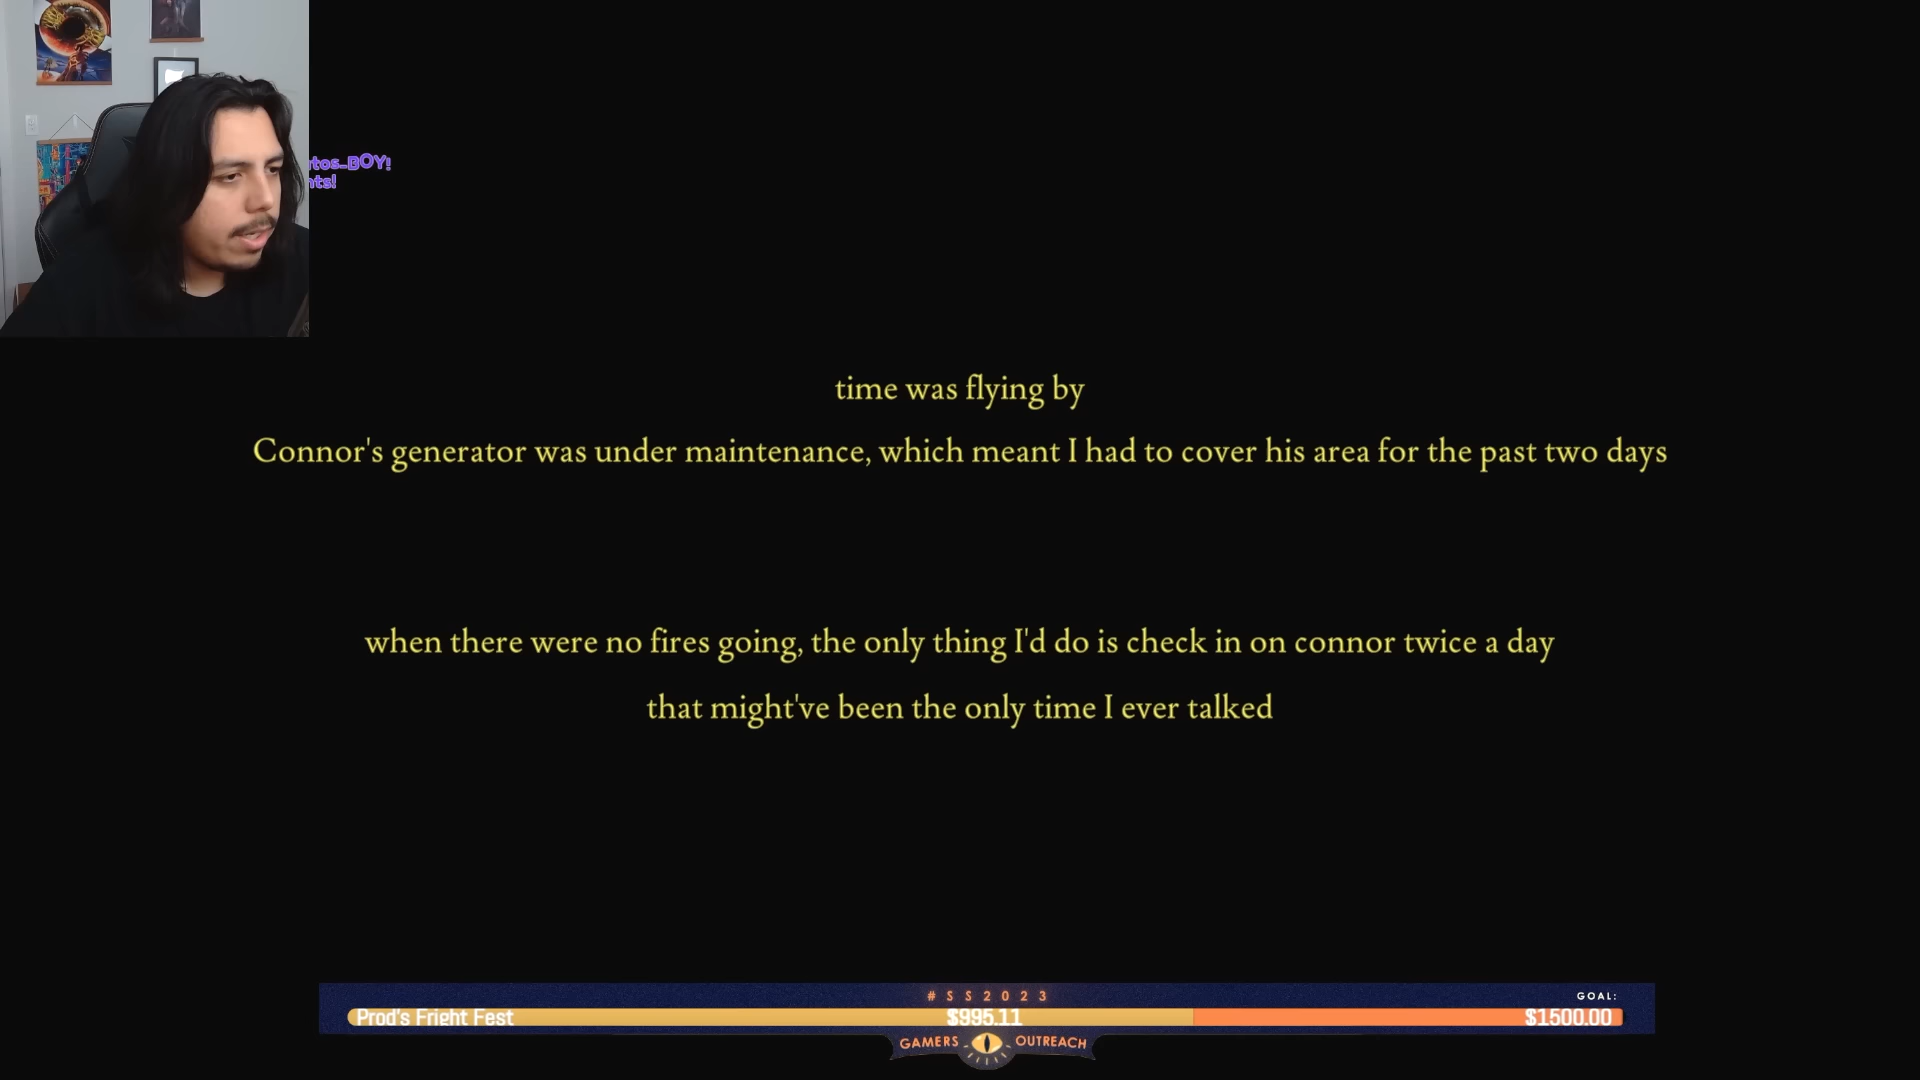 tos_BOY!
nts!
time was flying by
Connor's generator was under maintenance, which meant I had to cover his area for the past two days
when there were no fires going, the only thing I'd do is check in on connor twice a day
that might've been the only time I ever talked
#SS2023
GOAL:
Prod's Fright Fest
$995.11
$1500.00
GAMERS OUTREACH